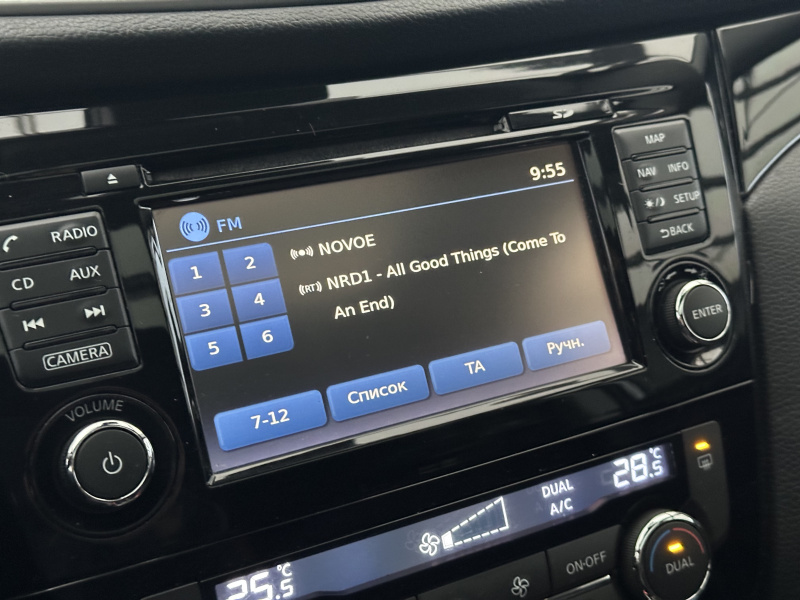 SD
MAP
9:55
NAV INFO
FM
SETUP
RADIO
BACK
1 2
NOVOE
CD AUX
3 4
(RT) NRD1 - All Good Things (Come To
An End)
ENTER
5 6
CAMERA
7-12 Список TA Ручн.
VOLUME
DUAL
A/C
28.5 °C
25.5 °C
ON·OFF
DUAL